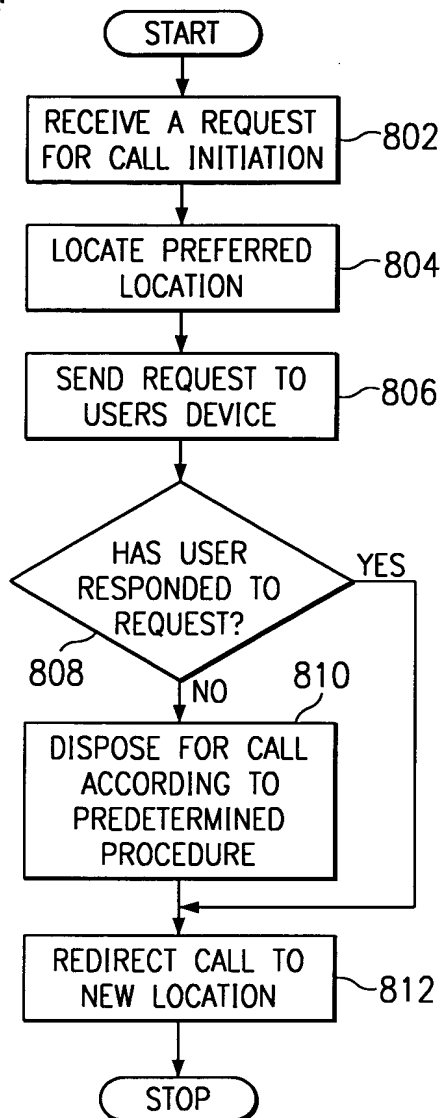 START
RECEIVE A REQUEST
FOR CALL INITIATION
802
LOCATE PREFERRED
LOCATION
804
SEND REQUEST TO
USERS DEVICE
806
HAS USER
RESPONDED TO
REQUEST?
YES
808
NO
810
DISPOSE FOR CALL
ACCORDING TO
PREDETERMINED
PROCEDURE
REDIRECT CALL TO
NEW LOCATION
812
STOP